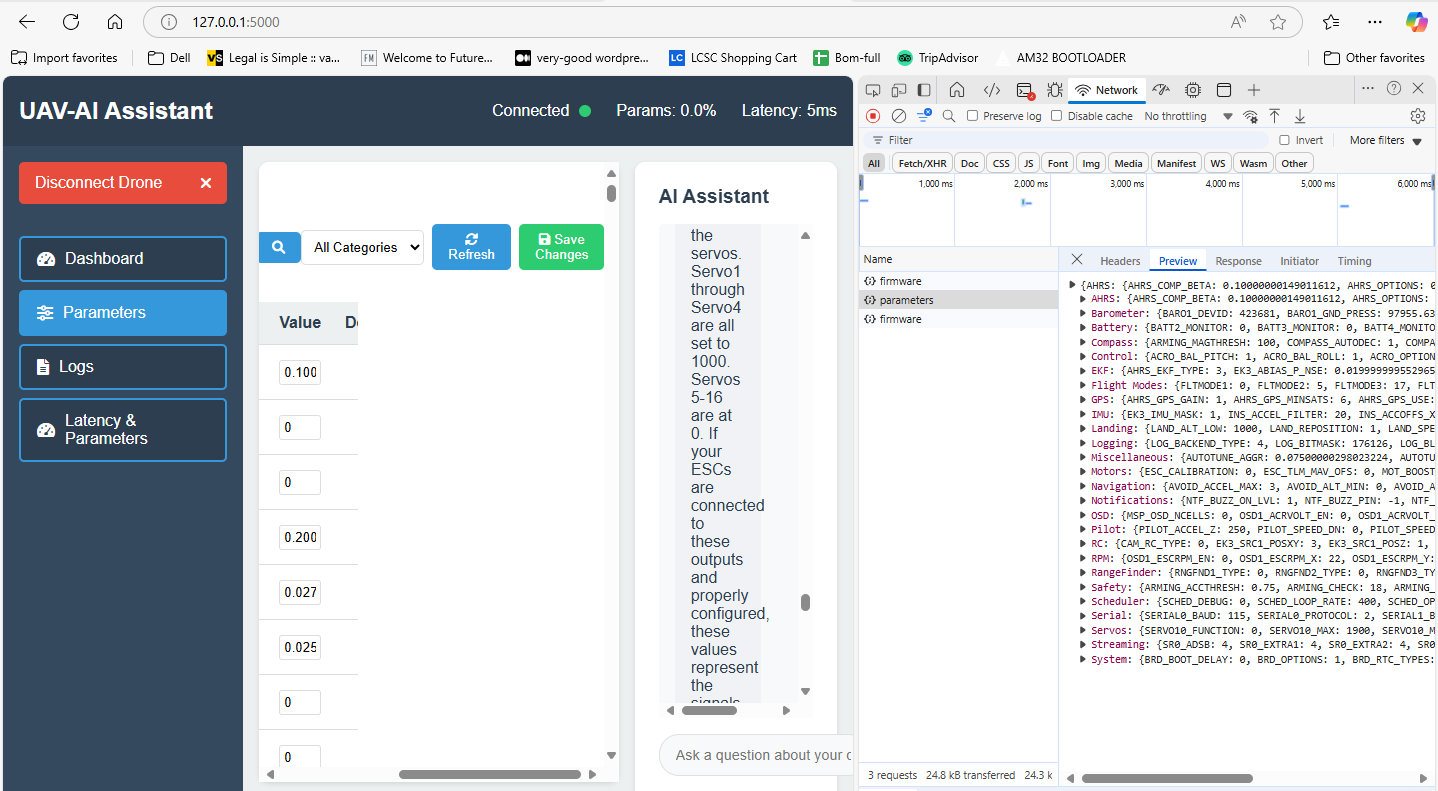 127.0.0.1:5000
Import favorites
Dell
Legal is Simple :: va...
Welcome to Future...
very-good wordpre...
LCSC Shopping Cart
Bom-full
TripAdvisor
AM32 BOOTLOADER
Other favorites
UAV-AI Assistant
Connected
Params: 0.0%
Latency: 5ms
Disconnect Drone
Dashboard
Parameters
Logs
Latency &
Parameters
All Categories
Refresh
Save
Changes
Value
0.100
0
0
0.200
0.027
0.025
0
0
AI Assistant
the
servos.
Servo1
through
Servo4
are all
set to
1000.
Servos
5-16
are at
0. If
your
ESCs
are
connected
to
these
outputs
and
properly
configured,
these
values
represent
the
signals
Ask a question about your
Network
Preserve log
Disable cache
No throttling
Filter
Invert
More filters
All
Fetch/XHR
Doc
CSS
JS
Font
Img
Media
Manifest
WS
Wasm
Other
1,000 ms
2,000 ms
3,000 ms
4,000 ms
5,000 ms
6,000 ms
Name
firmware
parameters
firmware
Headers
Preview
Response
Initiator
Timing
{AHRS: {AHRS_COMP_BETA: 0.10000000149011612, AHRS_OPTIONS: 0
AHRS: {AHRS_COMP_BETA: 0.10000000149011612, AHRS_OPTIONS:
Barometer: {BARO1_DEVID: 423681, BARO1_GND_PRESS: 97955.63
Battery: {BATT2_MONITOR: 0, BATT3_MONITOR: 0, BATT4_MONITO
Compass: {ARMING_MAGTHRESH: 100, COMPASS_AUTODEC: 1, COMPA
Control: {ACRO_BAL_PITCH: 1, ACRO_BAL_ROLL: 1, ACRO_OPTION
EKF: {AHRS_EKF_TYPE: 3, EK3_ABIAS_P_NSE: 0.019999999552965
Flight Modes: {FLTMODE1: 0, FLTMODE2: 5, FLTMODE3: 17, FLT
GPS: {AHRS_GPS_GAIN: 1, AHRS_GPS_MINSATS: 6, AHRS_GPS_USE:
IMU: {EK3_IMU_MASK: 1, INS_ACCEL_FILTER: 20, INS_ACCOFFS_X
Landing: {LAND_ALT_LOW: 1000, LAND_REPOSITION: 1, LAND_SPE
Logging: {LOG_BACKEND_TYPE: 4, LOG_BITMASK: 176126, LOG_BL
Miscellaneous: {AUTOTUNE_AGGR: 0.07500000298023224, AUTOTU
Motors: {ESC_CALIBRATION: 0, ESC_TLM_MAV_OFS: 0, MOT_BOOST
Navigation: {AVOID_ACCEL_MAX: 3, AVOID_ALT_MIN: 0, AVOID_A
Notifications: {NTF_BUZZ_ON_LVL: 1, NTF_BUZZ_PIN: -1, NTF_
OSD: {MSP_OSD_NCELLS: 0, OSD1_ACRVOLT_EN: 0, OSD1_ACRVOLT_
Pilot: {PILOT_ACCEL_Z: 250, PILOT_SPEED_DN: 0, PILOT_SPEED
RC: {CAM_RC_TYPE: 0, EK3_SRC1_POSXY: 3, EK3_SRC1_POSZ: 1,
RPM: {OSD1_ESCRPM_EN: 0, OSD1_ESCRPM_X: 22, OSD1_ESCRPM_Y:
RangeFinder: {RNGFND1_TYPE: 0, RNGFND2_TYPE: 0, RNGFND3_TY
Safety: {ARMING_ACCTHRESH: 0.75, ARMING_CHECK: 18, ARMING_
Scheduler: {SCHED_DEBUG: 0, SCHED_LOOP_RATE: 400, SCHED_OP
Serial: {SERIAL0_BAUD: 115, SERIAL0_PROTOCOL: 2, SERIAL1_B
Servos: {SERVO10_FUNCTION: 0, SERVO10_MAX: 1900, SERVO10_M
Streaming: {SR0_ADSB: 4, SR0_EXTRA1: 4, SR0_EXTRA2: 4, SR0
System: {BRD_BOOT_DELAY: 0, BRD_OPTIONS: 1, BRD_RTC_TYPES:
3 requests
24.8 kB transferred
24.3 k